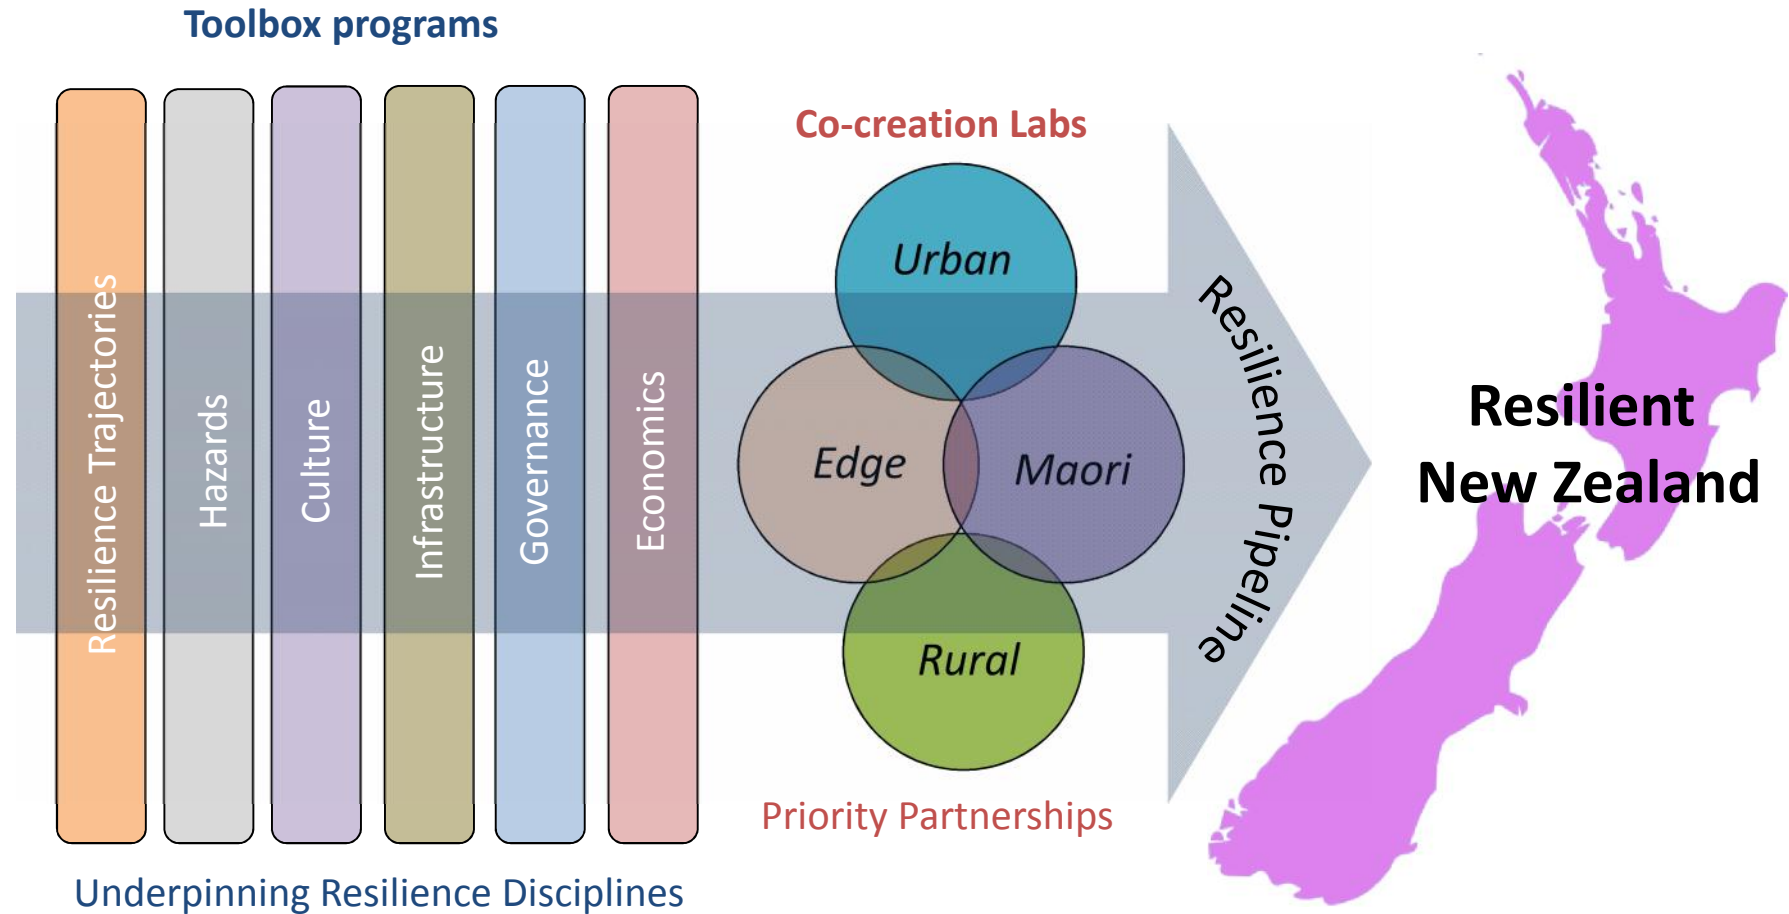 Toolbox programs
Resilience Trajectories
Hazards
Culture
Infrastructure
Governance
Economics
Underpinning Resilience Disciplines
Co-creation Labs
Urban
Edge
Maori
Rural
Priority Partnerships
Resilience Pipeline
Resilient
New Zealand